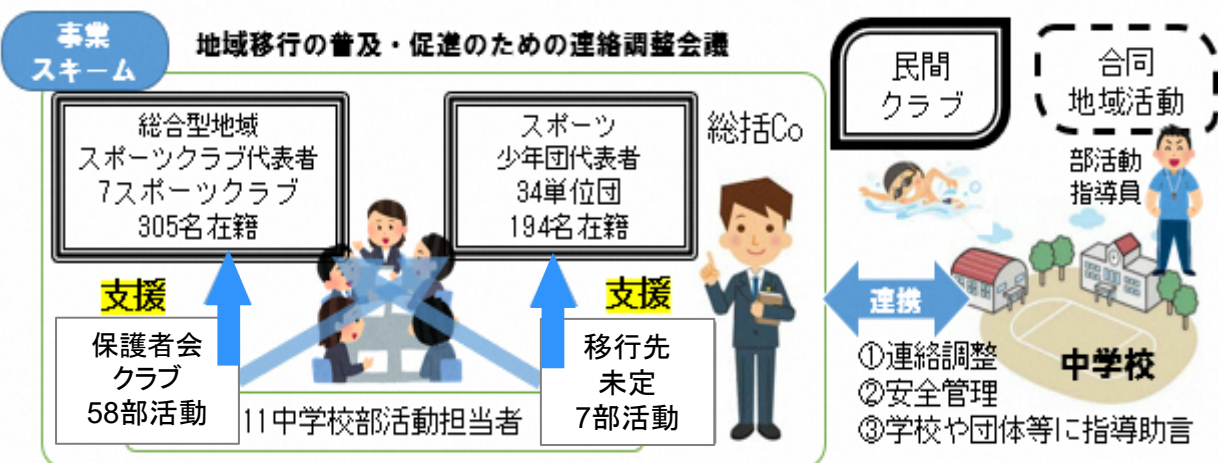 事業
スキーム
地域移行の普及・促進のための連絡調整会議
総合型地域
スポーツクラブ代表者
7スポーツクラブ
305名在籍
スポーツ
少年団代表者
34単位団
194名在籍
総括Co
民間
クラブ
合同
地域活動
部活動
指導員
支援
支援
保護者会
クラブ
58部活動
移行先
未定
7部活動
11中学校部活動担当者
連携
中学校
①連絡調整
②安全管理
③学校や団体等に指導助言